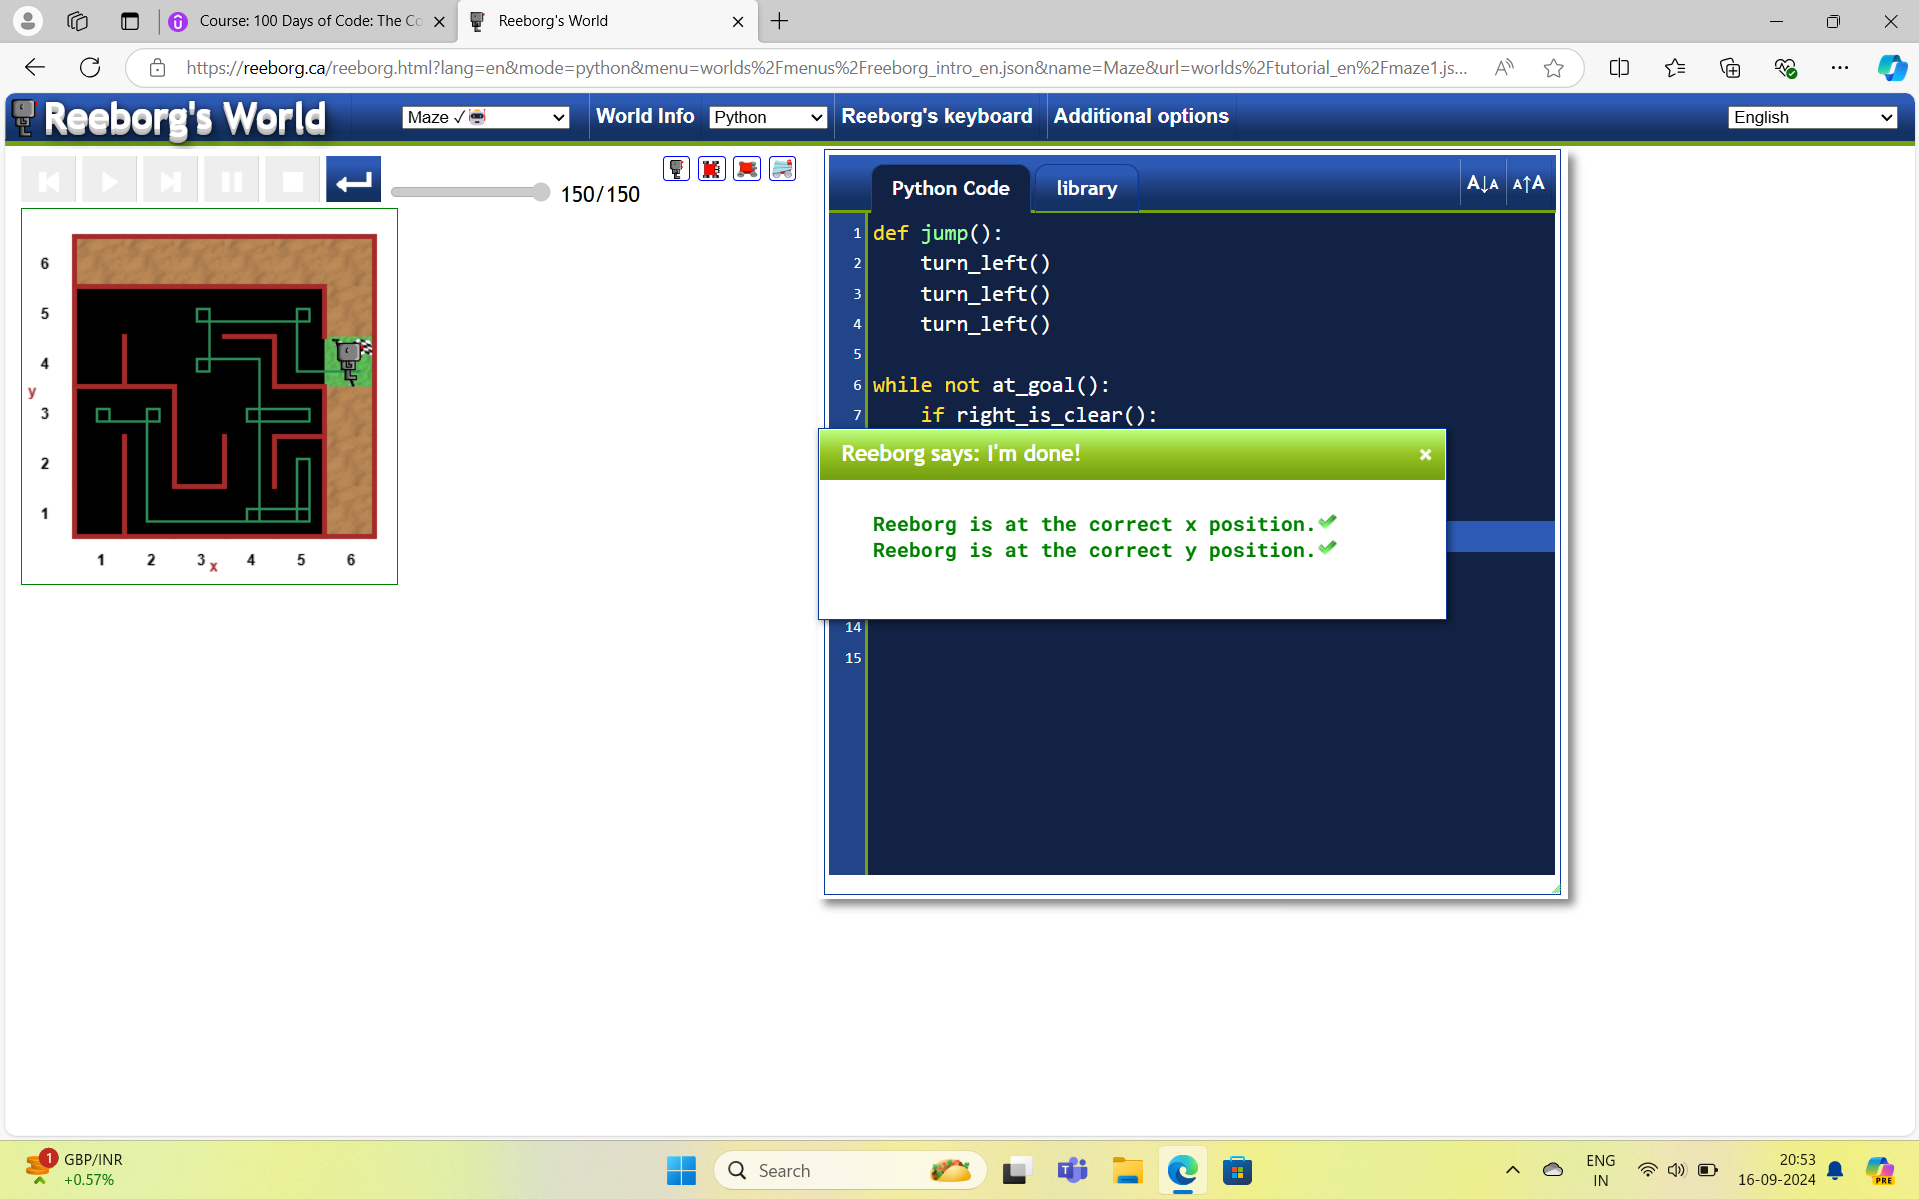 Course: 100 Days of Code: The Co
Reeborg's World
https://reeborg.ca/reeborg.html?lang=en&mode=python&menu=worlds%2Fmenus%2Freeborg_intro_en.json&name=Maze&url=worlds%2Ftutorial_en%2Fmaze1.js...
Reeborg's World
Maze ✓
World Info
Python
Reeborg's keyboard
Additional options
English
150/150
Python Code
library
A↓A
A↑A
6
5
4
y
3
2
1
1 2 3 x 4 5 6
1 def jump():
2 turn_left()
3 turn_left()
4 turn_left()
5
6 while not at_goal():
7 if right_is_clear():
Reeborg says: I'm done!
Reeborg is at the correct x position.
Reeborg is at the correct y position.
14
15
1
GBP/INR
+0.57%
Search
ENG
IN
20:53
16-09-2024
PRE